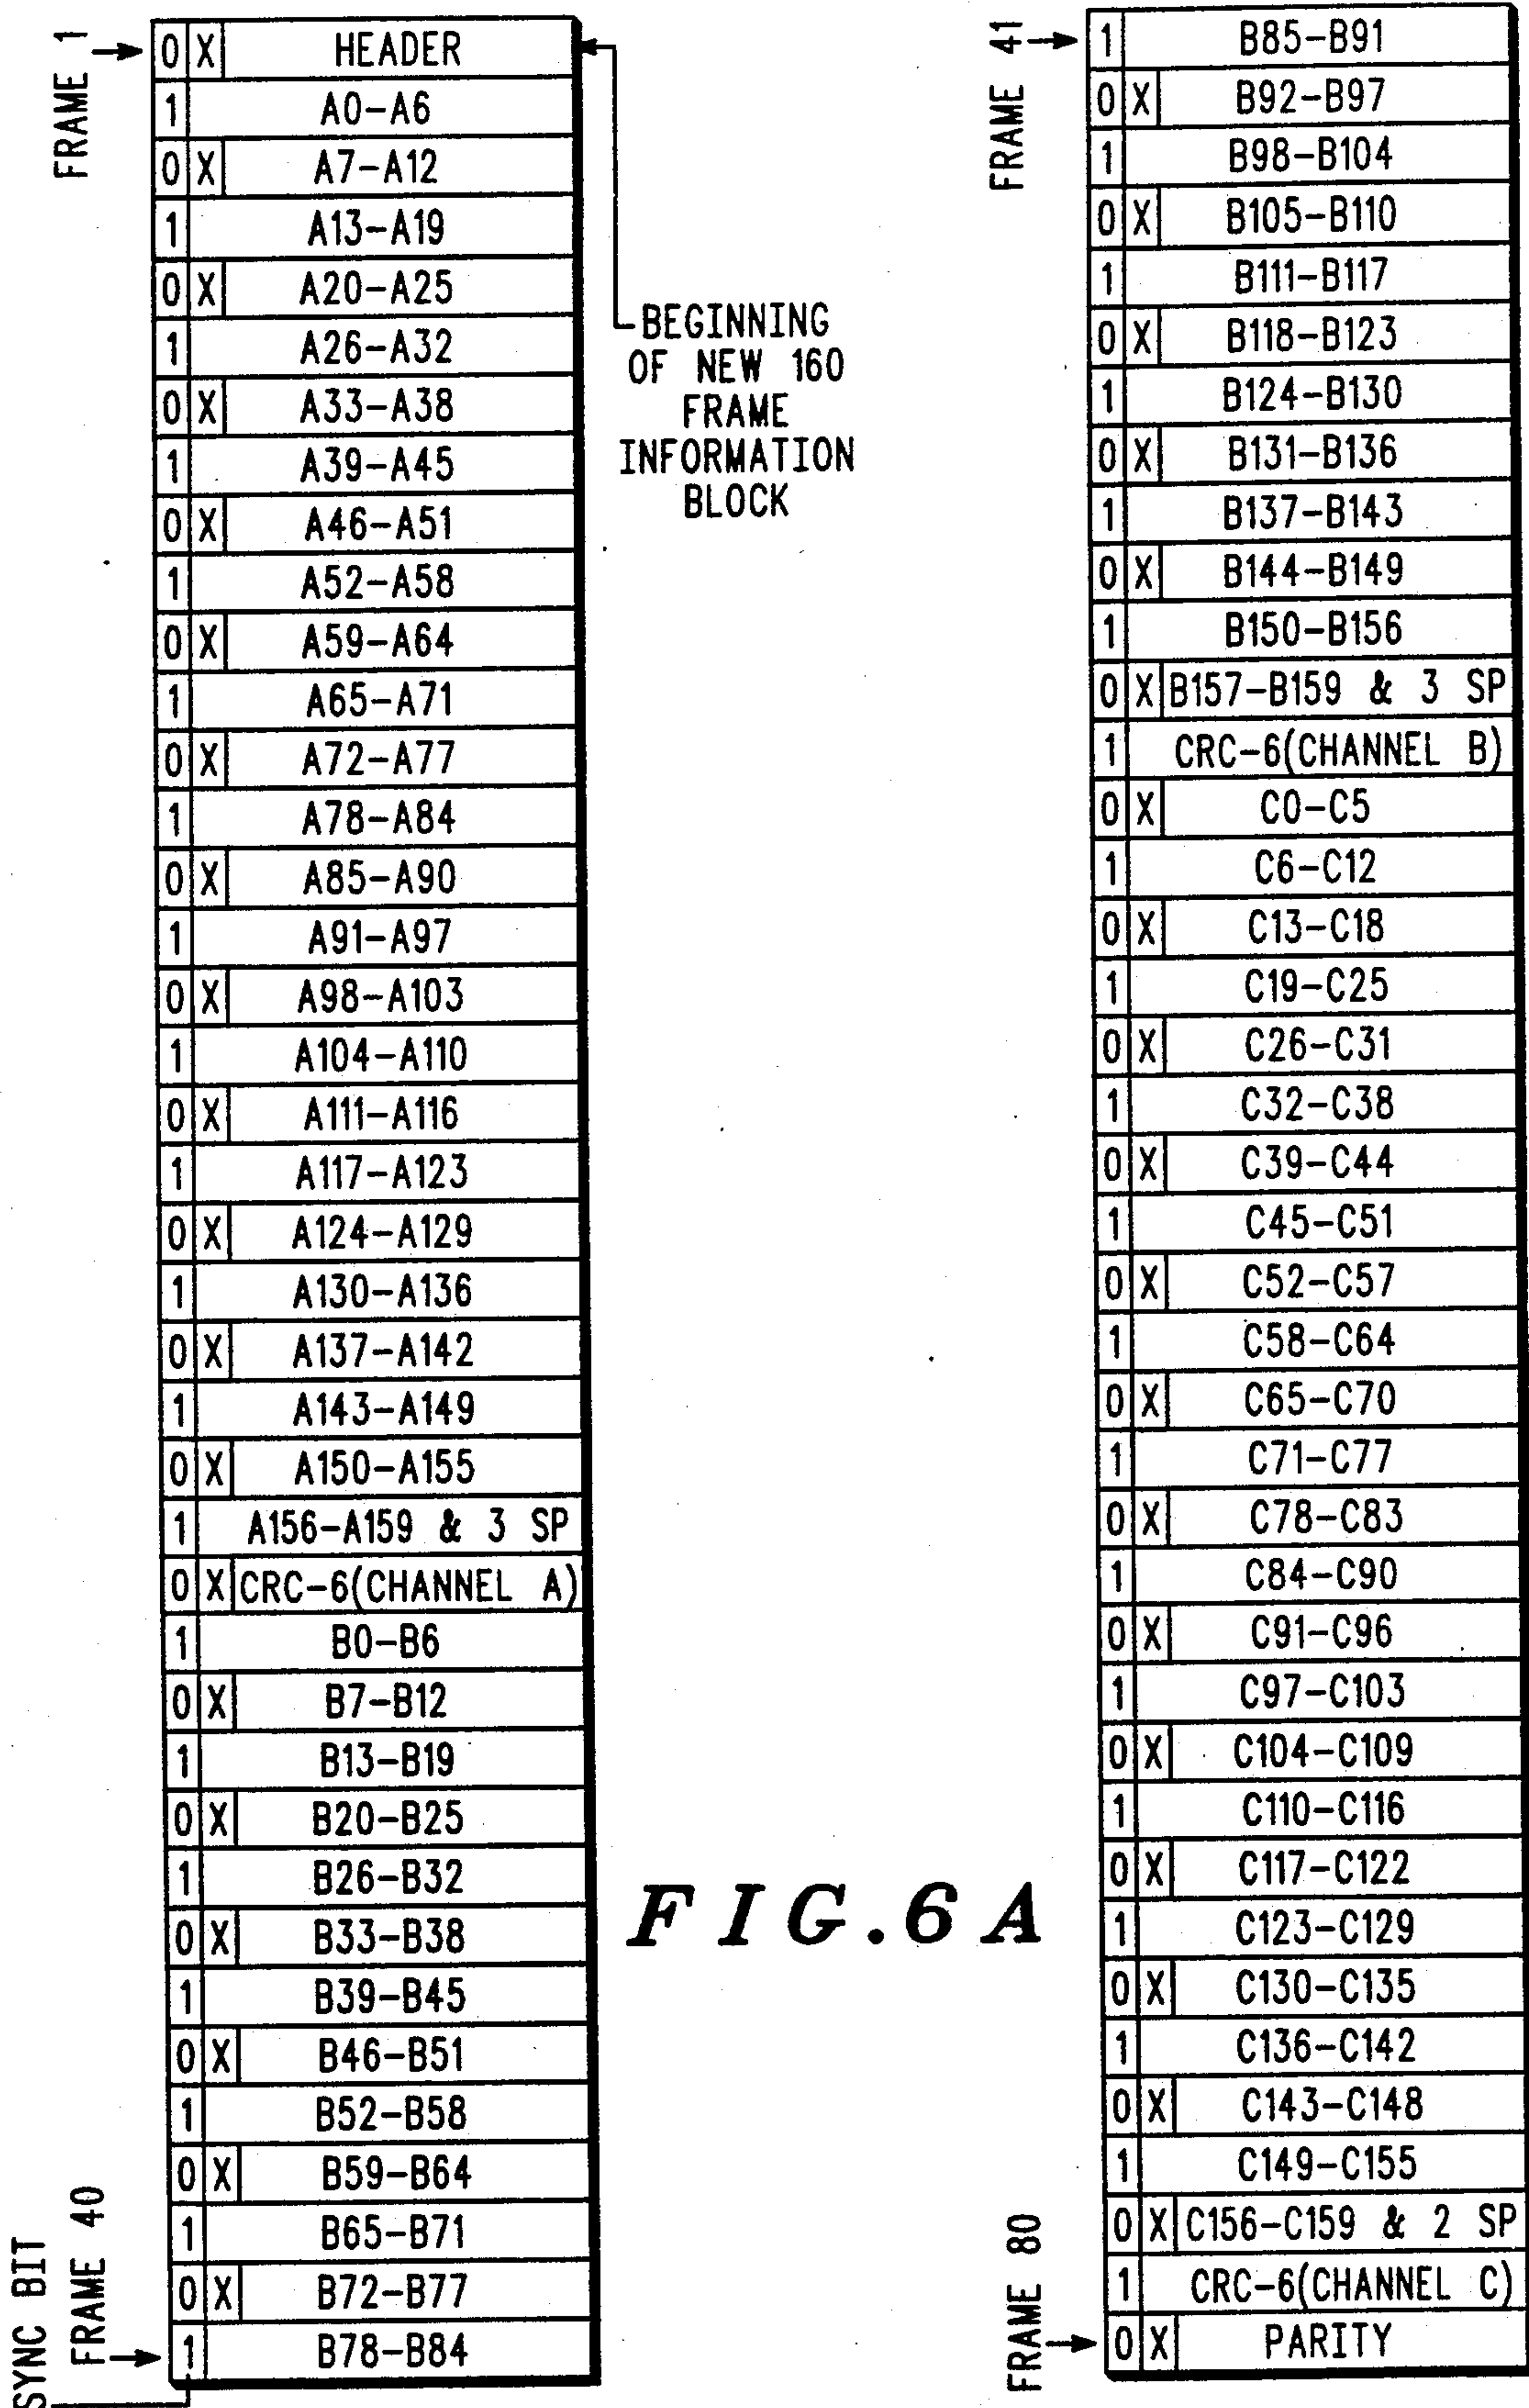 FRAME 1
0 X HEADER
1 A0-A6
0 X A7-A12
1 A13-A19
0 X A20-A25
1 A26-A32
0 X A33-A38
1 A39-A45
0 X A46-A51
1 A52-A58
0 X A59-A64
1 A65-A71
0 X A72-A77
1 A78-A84
0 X A85-A90
1 A91-A97
0 X A98-A103
1 A104-A110
0 X A111-A116
1 A117-A123
0 X A124-A129
1 A130-A136
0 X A137-A142
1 A143-A149
0 X A150-A155
1 A156-A159 & 3 SP
0 X CRC-6(CHANNEL A)
1 B0-B6
0 X B7-B12
1 B13-B19
0 X B20-B25
1 B26-B32
0 X B33-B38
1 B39-B45
0 X B46-B51
1 B52-B58
0 X B59-B64
1 B65-B71
0 X B72-B77
1 B78-B84
FRAME 40
SYNC BIT
BEGINNING
OF NEW 160
FRAME
INFORMATION
BLOCK
FIG.6A
FRAME 41
1 B85-B91
0 X B92-B97
1 B98-B104
0 X B105-B110
1 B111-B117
0 X B118-B123
1 B124-B130
0 X B131-B136
1 B137-B143
0 X B144-B149
1 B150-B156
0 X B157-B159 & 3 SP
1 CRC-6(CHANNEL B)
0 X C0-C5
1 C6-C12
0 X C13-C18
1 C19-C25
0 X C26-C31
1 C32-C38
0 X C39-C44
1 C45-C51
0 X C52-C57
1 C58-C64
0 X C65-C70
1 C71-C77
0 X C78-C83
1 C84-C90
0 X C91-C96
1 C97-C103
0 X C104-C109
1 C110-C116
0 X C117-C122
1 C123-C129
0 X C130-C135
1 C136-C142
0 X C143-C148
1 C149-C155
0 X C156-C159 & 2 SP
1 CRC-6(CHANNEL C)
0 X PARITY
FRAME 80